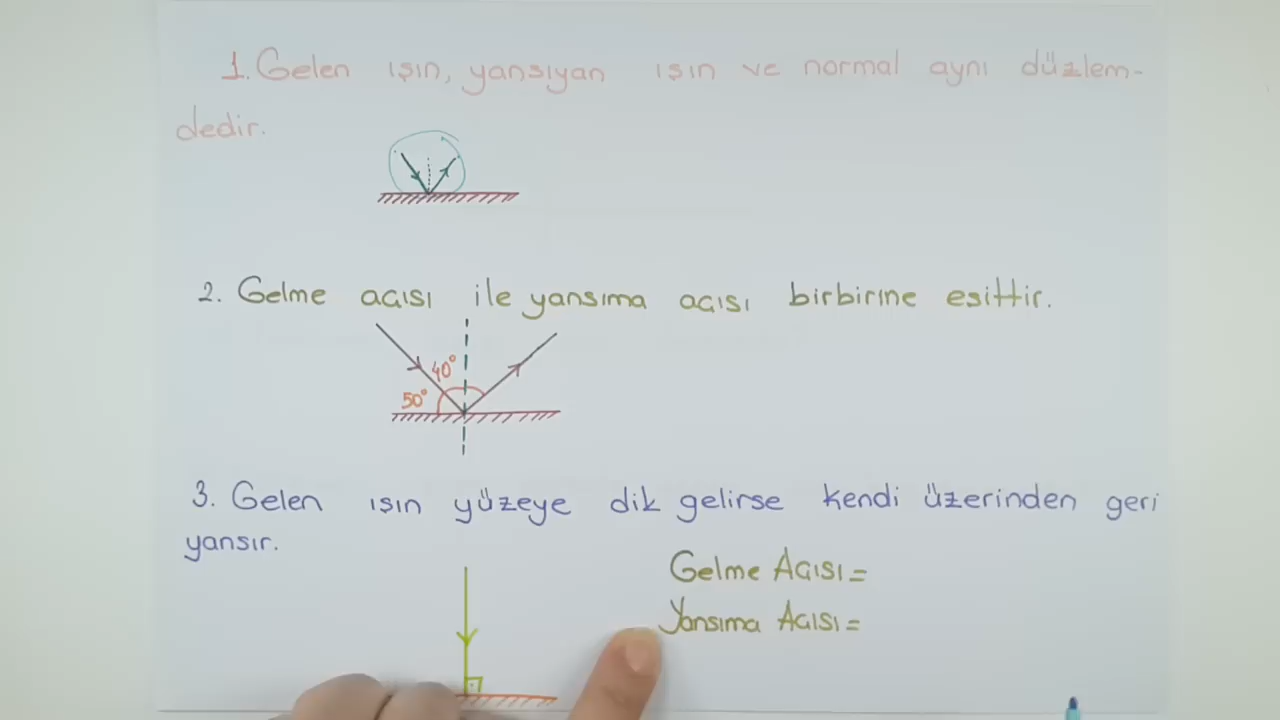 1. Gelen ışın, yansıyan ışın ve normal aynı düzlem-
dedir.
2. Gelme açısı ile yansıma açısı birbirine eşittir.
40°
50°
3. Gelen ışın yüzeye dik gelirse kendi üzerinden geri
yansır.
Gelme Açısı =
Yansıma Açısı =